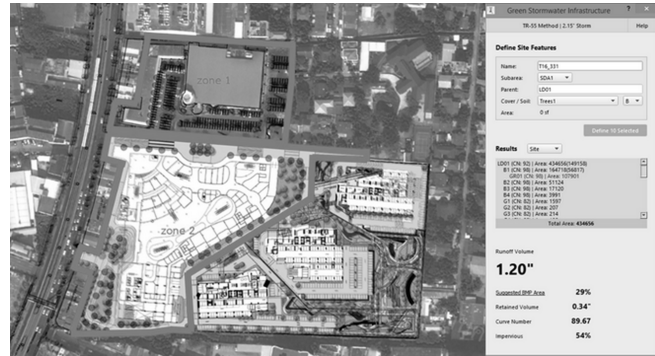 zone 1
zone 2
Green Stormwater Infrastructure ? ×
TR-55 Method | 2.15" Storm Help
Define Site Features
Name: T16_331
Subarea: SDA1
Parent: LD01
Cover / Soil: Trees1 B
Area: 0 sf
Define 10 Selected
Results Site
LD01 (CN: 92) | Area: 434656(149158)
B1 (CN: 98) | Area: 164718(56817)
GR01 (CN: 98) | Area: 107901
B2 (CN: 98) | Area: 51124
B3 (CN: 98) | Area: 17120
B4 (CN: 98) | Area: 3991
G1 (CN: 82) | Area: 1597
G2 (CN: 82) | Area: 207
G3 (CN: 82) | Area: 214
Total Area: 434656
Runoff Volume
1.20"
Suggested BMP Area 29%
Retained Volume 0.34"
Curve Number 89.67
Impervious 54%